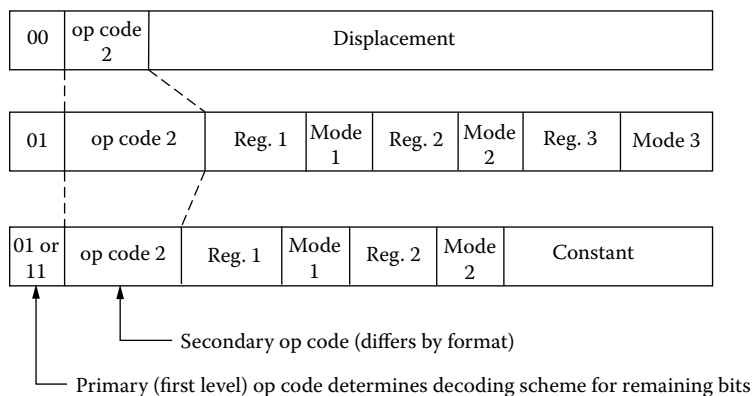 00
op code
2
Displacement
01
op code 2
Reg. 1
Mode
1
Reg. 2
Mode
2
Reg. 3
Mode 3
01 or
11
op code 2
Reg. 1
Mode
1
Reg. 2
Mode
2
Constant
Secondary op code (differs by format)
Primary (first level) op code determines decoding scheme for remaining bits